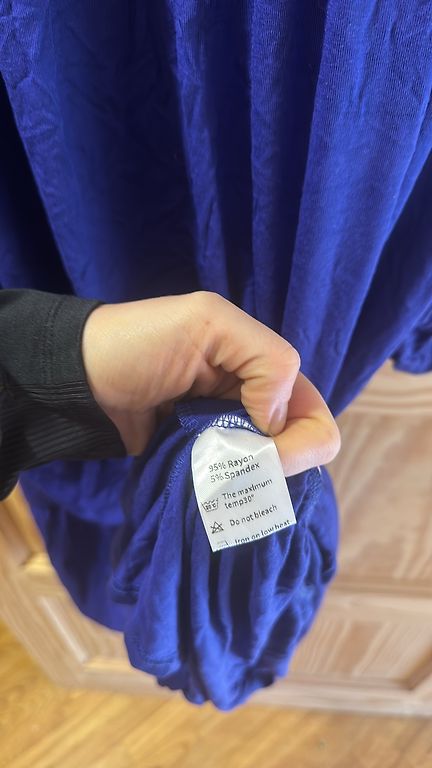 95% Rayon
5% Spandex
The maximum
temp30°
Do not bleach
Iron on low heat